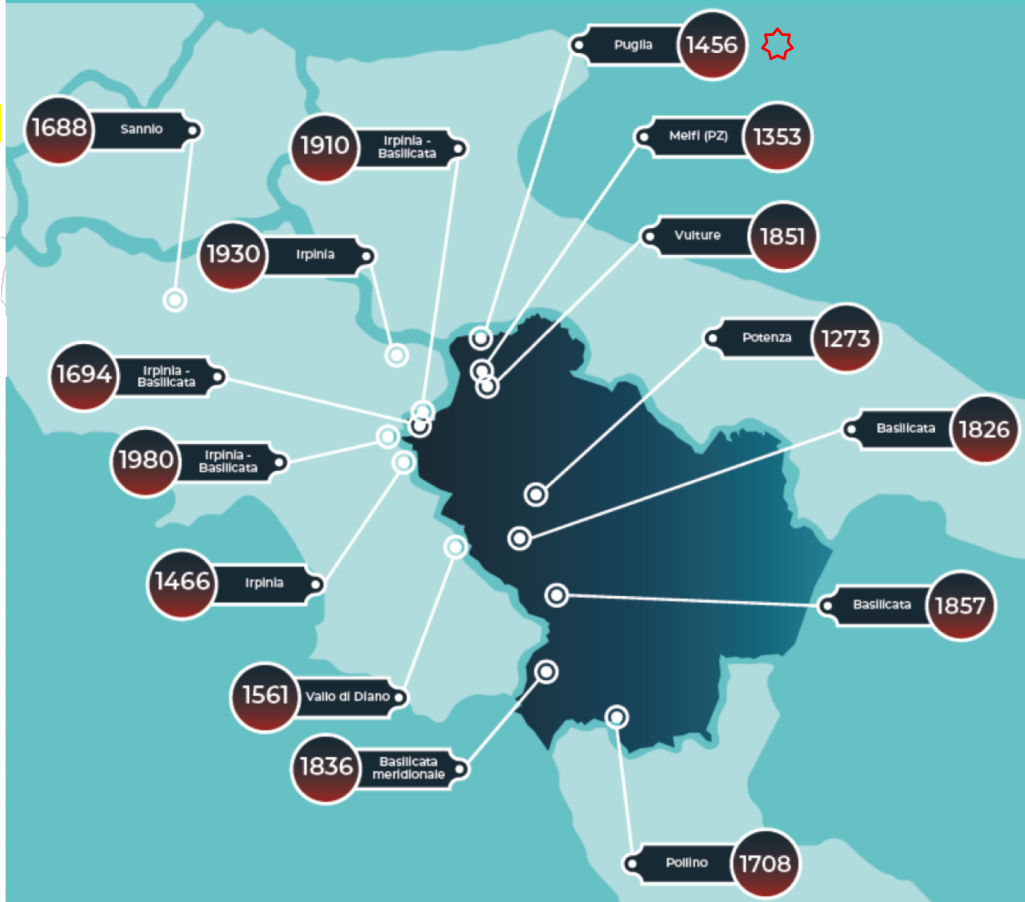 Puglia
1456
1688
Sannio
1910
Irpinia -
Basilicata
Melfi (PZ)
1353
1930
Irpinia
Vulture
1851
Potenza
1273
1694
Irpinia -
Basilicata
Basilicata
1826
1980
Irpinia -
Basilicata
1466
Irpinia
Basilicata
1857
1561
Vallo di Diano
1836
Basilicata
meridionale
Pollino
1708